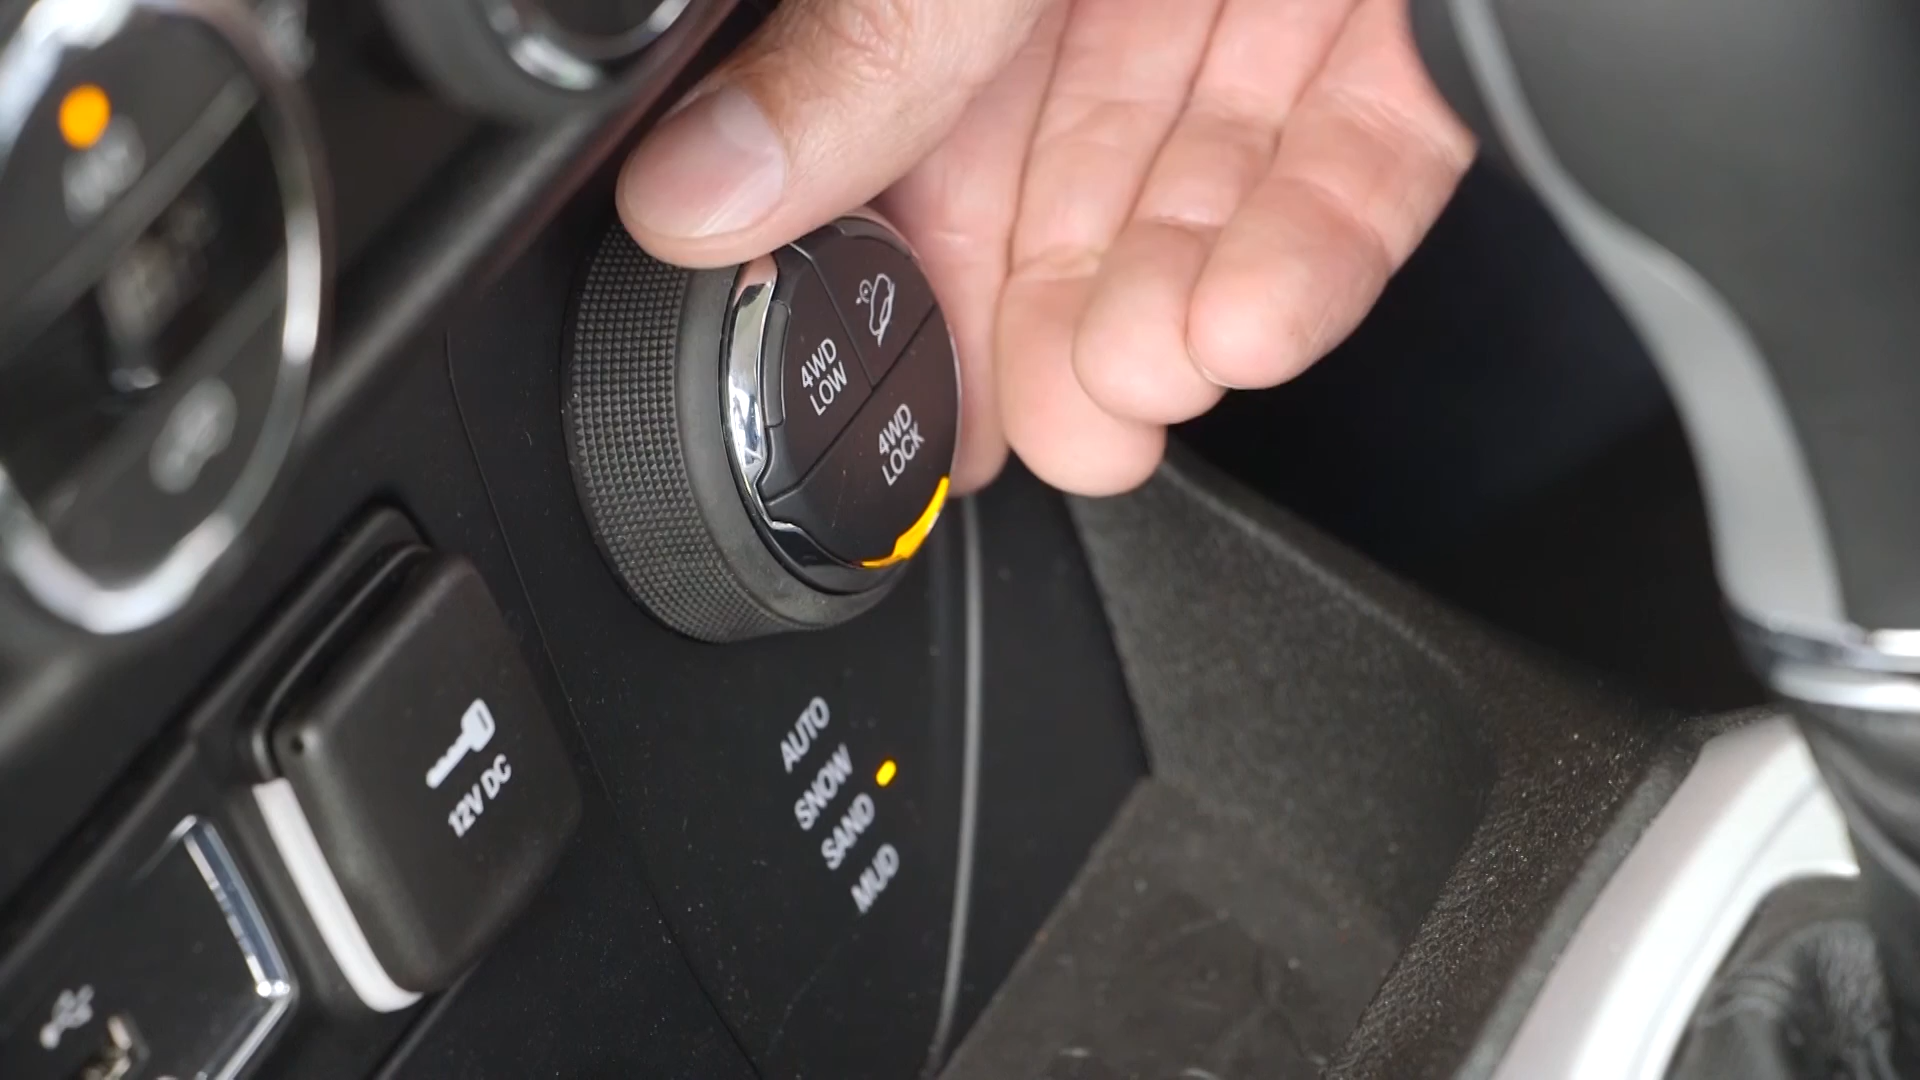 4WD
LOW
4WD
LOCK
AUTO
SNOW
SAND
MUD
12V DC